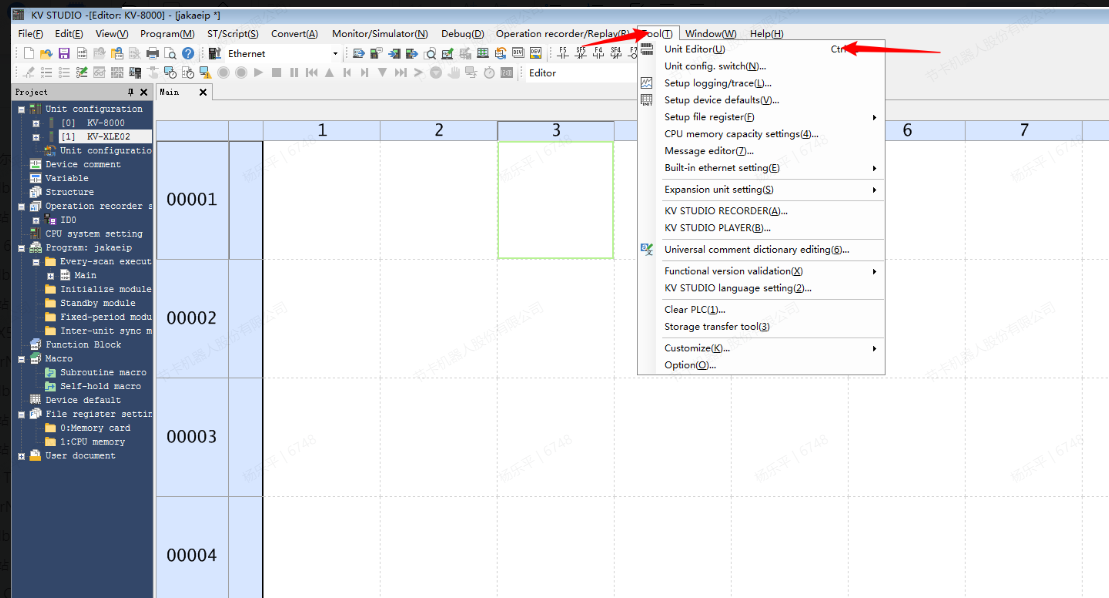 KV STUDIO -[Editor: KV-8000] - [jakaeip *]
File(F) Edit(E) View(V) Program(M) ST/Script(S) Convert(A) Monitor/Simulator(N) Debug(D) Operation recorder/Replay(P) Tool(T) Window(W) Help(H)
Ethernet
Editor
Project
Main
Unit configuration
[0] KV-8000
[1] KV-XLE02
Unit configuratio
Device comment
Variable
Structure
Operation recorder s
ID0
CPU system setting
Program: jakaeip
Every-scan execut
Main
Initialize module
Standby module
Fixed-period modu
Inter-unit sync m
Function Block
Macro
Subroutine macro
Self-hold macro
Device default
File register settin
0:Memory card
1:CPU memory
User document
1 2 3 6 7
00001
00002
00003
00004
Unit Editor(U) Ctr
Unit config. switch(N)...
Setup logging/trace(L)...
Setup device defaults(V)...
Setup file register(F)
CPU memory capacity settings(4)...
Message editor(7)...
Built-in ethernet setting(E)
Expansion unit setting(S)
KV STUDIO RECORDER(A)...
KV STUDIO PLAYER(B)...
Universal comment dictionary editing(6)...
Functional version validation(X)
KV STUDIO language setting(2)...
Clear PLC(1)...
Storage transfer tool(3)
Customize(K)...
Option(O)...